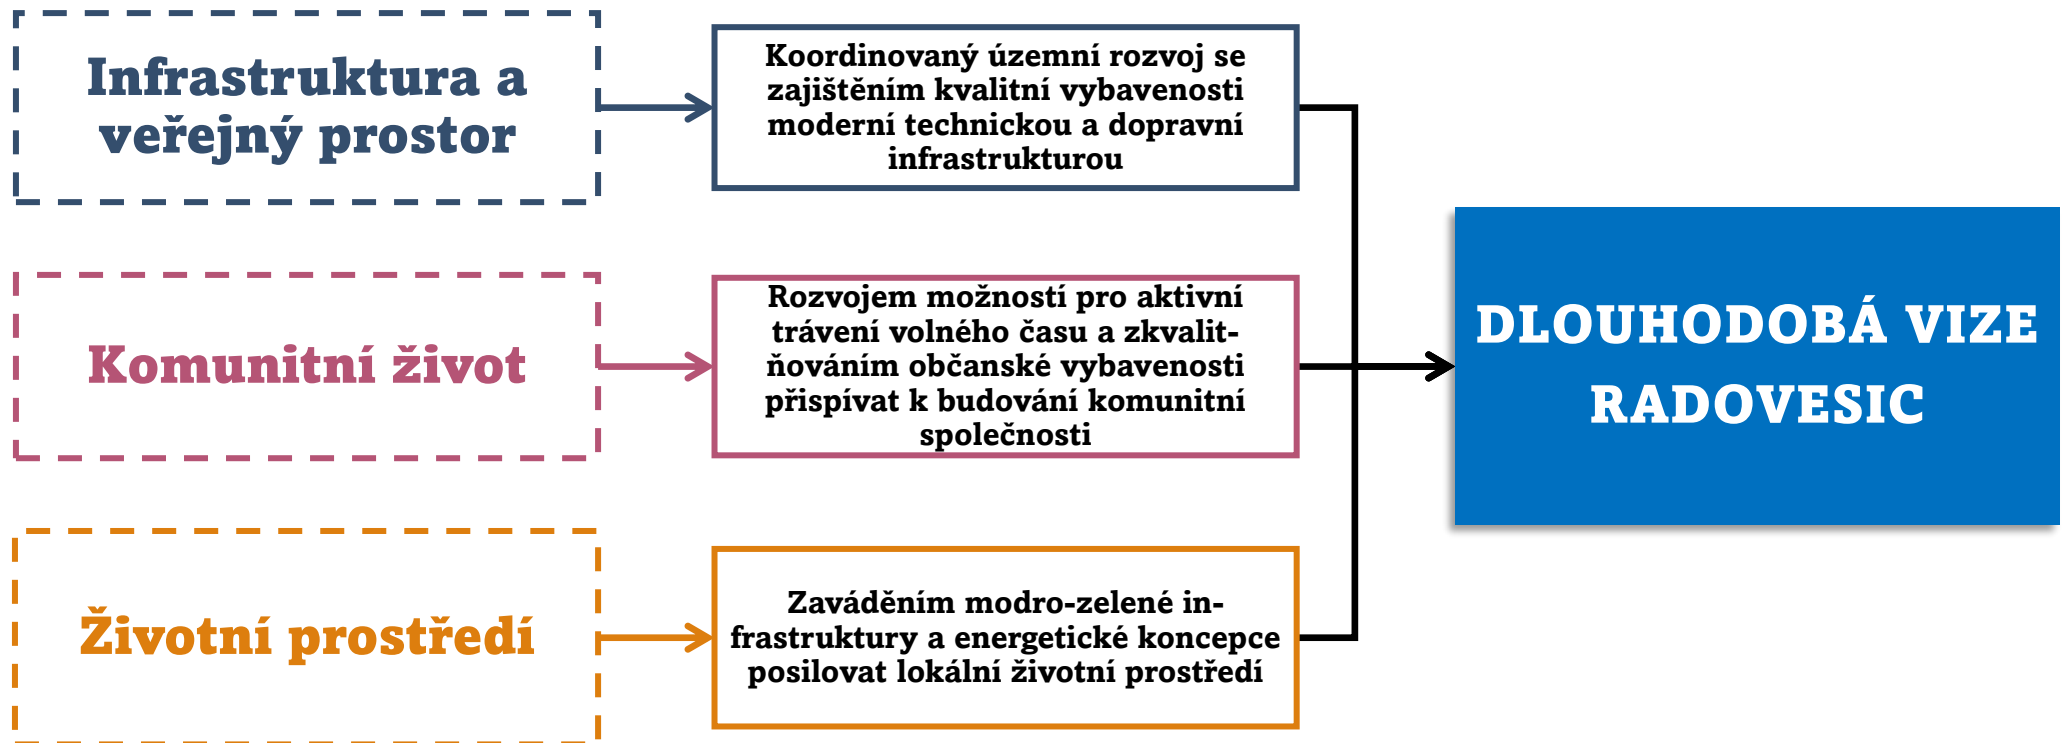 Infrastruktura a
veřejný prostor
Koordinovaný územní rozvoj se
zajištěním kvalitní vybavenosti
moderní technickou a dopravní
infrastrukturou
Komunitní život
Rozvojem možností pro aktivní
trávení volného času a zkvalit-
ňováním občanské vybavenosti
přispívat k budování komunitní
společnosti
Životní prostředí
Zaváděním modro-zelené in-
frastruktury a energetické koncepce
posilovat lokální životní prostředí
DLOUHODOBÁ VIZE
RADOVESIC